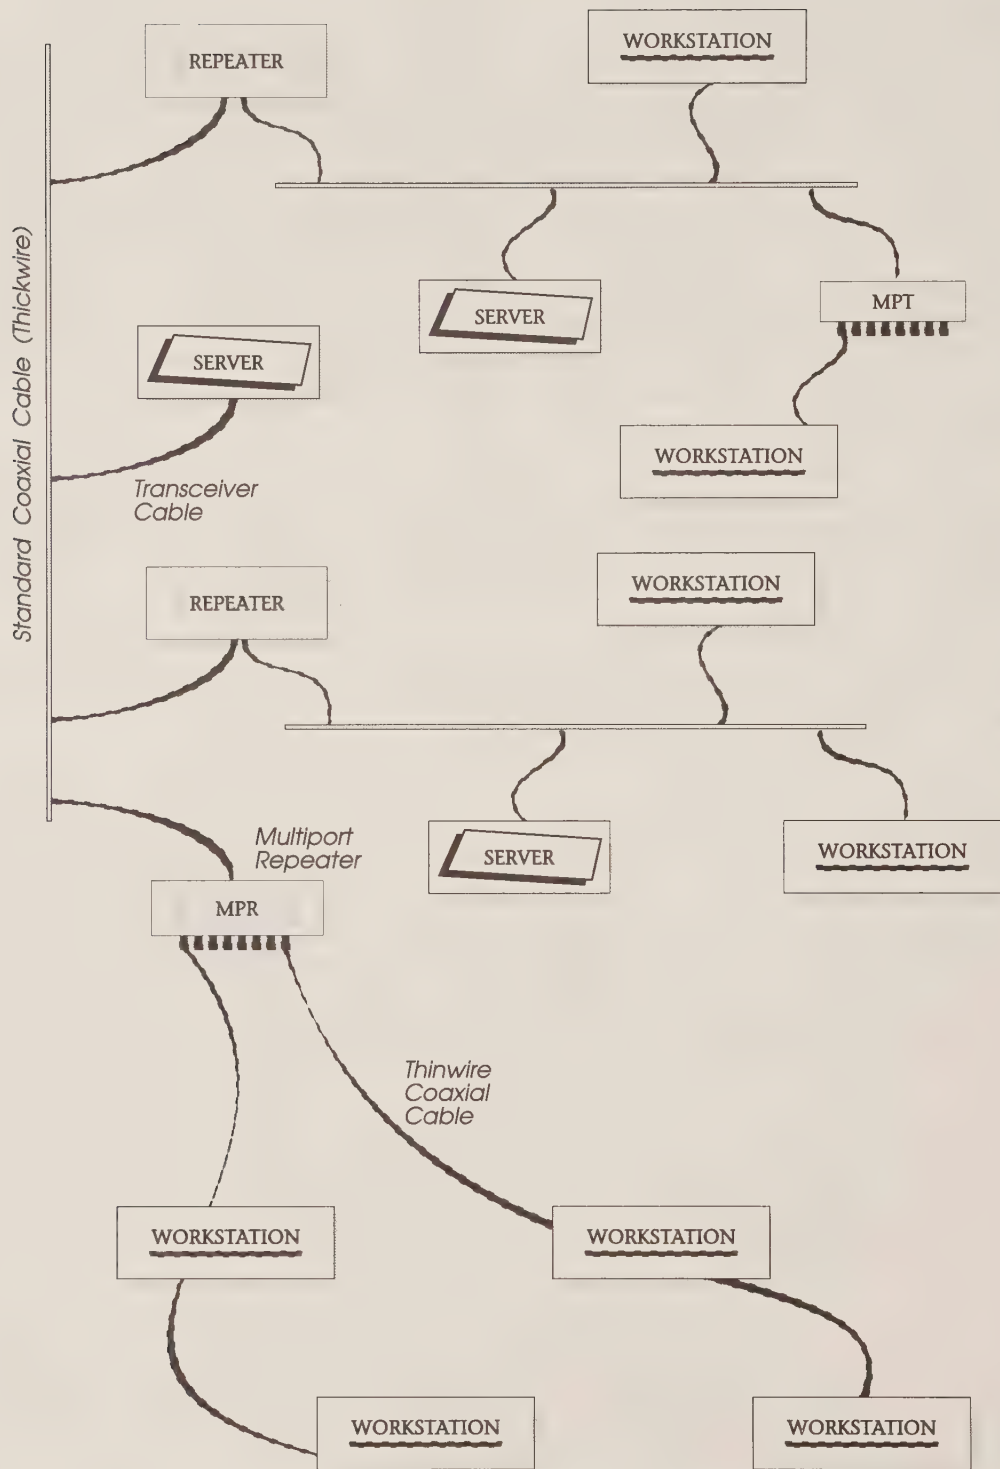 REPEATER
WORKSTATION
Standard Coaxial Cable (Thickwire)
SERVER
MPT
SERVER
WORKSTATION
Transceiver
Cable
REPEATER
WORKSTATION
Multiport
Repeater
SERVER
WORKSTATION
MPR
Thinwire
Coaxial
Cable
WORKSTATION
WORKSTATION
WORKSTATION
WORKSTATION